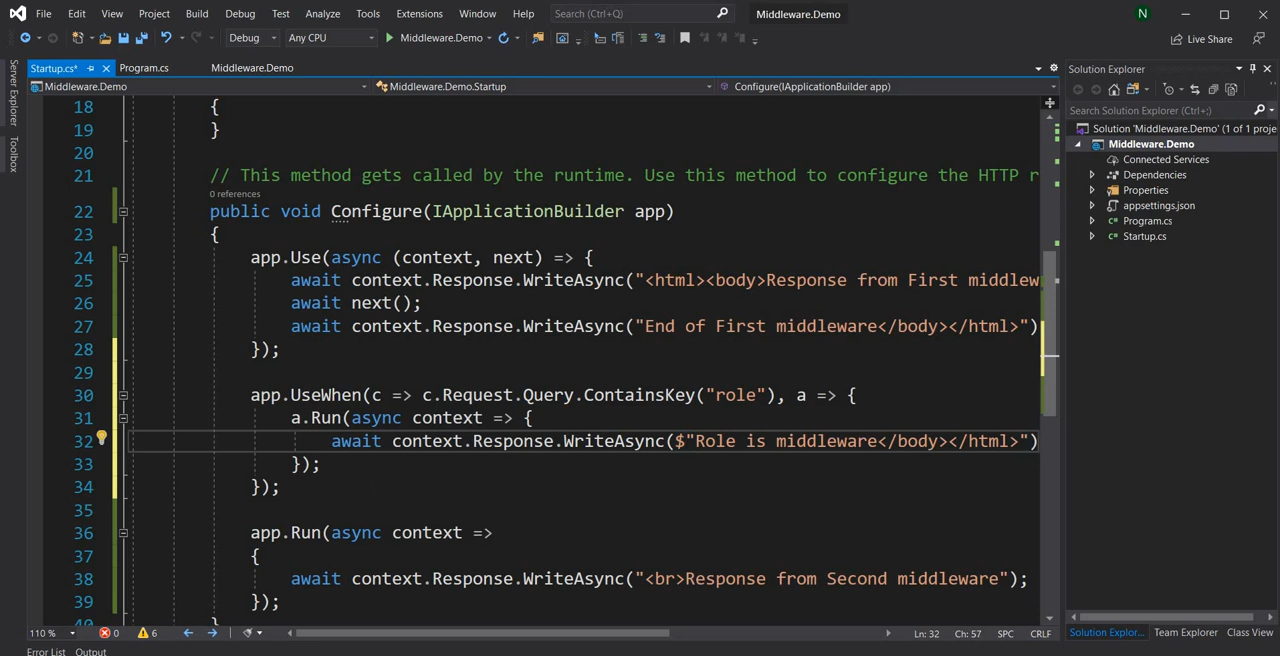 File Edit View Project Build Debug Test Analyze Tools Extensions Window Help Search (Ctrl+Q) Middleware.Demo N
Debug Any CPU Middleware.Demo Live Share
Startup.cs* Program.cs Middleware.Demo
Middleware.Demo Middleware.Demo.Startup Configure(IApplicationBuilder app)
Server Explorer
Toolbox
18 {
19 }
20
21 // This method gets called by the runtime. Use this method to configure the HTTP r
0 references
22 public void Configure(IApplicationBuilder app)
23 {
24 app.Use(async (context, next) => {
25 await context.Response.WriteAsync("<html><body>Response from First middlew
26 await next();
27 await context.Response.WriteAsync("End of First middleware</body></html>")
28 });
29
30 app.UseWhen(c => c.Request.Query.ContainsKey("role"), a => {
31 a.Run(async context => {
32 await context.Response.WriteAsync($"Role is middleware</body></html>")
33 });
34 });
35
36 app.Run(async context =>
37 {
38 await context.Response.WriteAsync("<br>Response from Second middleware");
39 });
40 }
110 % 0 6 Ln: 32 Ch: 57 SPC CRLF
Error List Output
Solution Explorer
Search Solution Explorer (Ctrl+;)
Solution 'Middleware.Demo' (1 of 1 proje
Middleware.Demo
Connected Services
Dependencies
Properties
appsettings.json
C# Program.cs
C# Startup.cs
Solution Explor... Team Explorer Class View